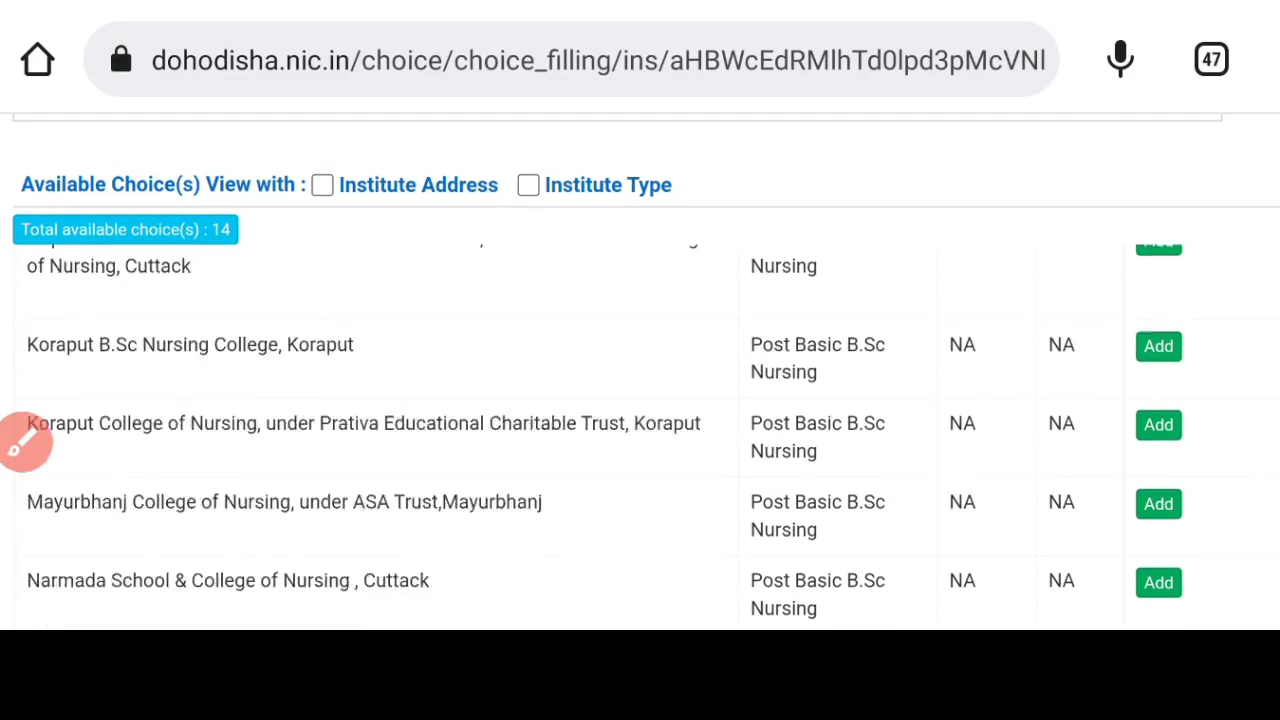 dohodisha.nic.in/choice/choice_filling/ins/aHBWcEdRMlhTd0lpd3pMcVNl
47
Available Choice(s) View with : Institute Address Institute Type
Total available choice(s) : 14
of Nursing, Cuttack
Nursing
Koraput B.Sc Nursing College, Koraput
Post Basic B.Sc
Nursing
NA
NA
Add
Koraput College of Nursing, under Prativa Educational Charitable Trust, Koraput
Post Basic B.Sc
Nursing
NA
NA
Add
Mayurbhanj College of Nursing, under ASA Trust,Mayurbhanj
Post Basic B.Sc
Nursing
NA
NA
Add
Narmada School & College of Nursing , Cuttack
Post Basic B.Sc
Nursing
NA
NA
Add